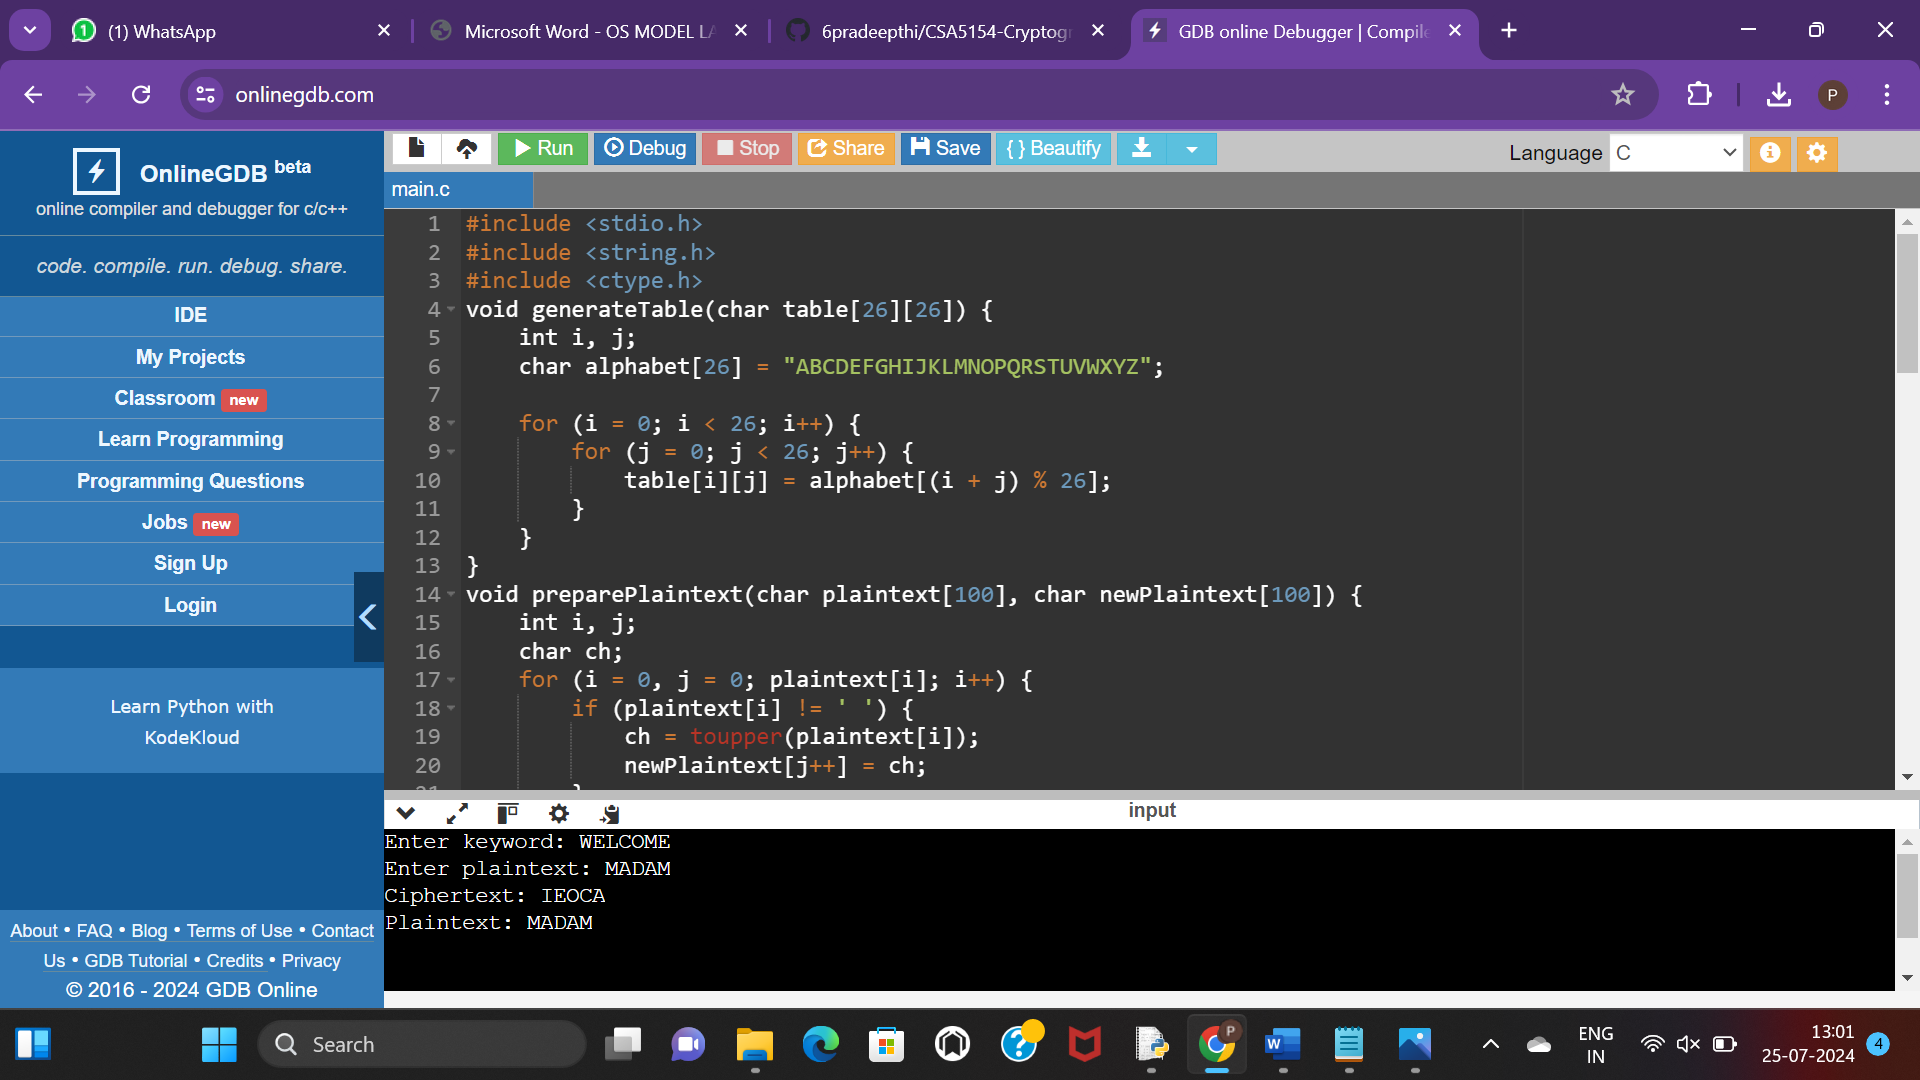 (1) WhatsApp
Microsoft Word - OS MODEL LA
6pradeepthi/CSA5154-Cryptogr
GDB online Debugger | Compile
onlinegdb.com
P
OnlineGDB beta
online compiler and debugger for c/c++
code. compile. run. debug. share.
IDE
My Projects
Classroom new
Learn Programming
Programming Questions
Jobs new
Sign Up
Login
Learn Python with
KodeKloud
About • FAQ • Blog • Terms of Use • Contact
Us • GDB Tutorial • Credits • Privacy
© 2016 - 2024 GDB Online
Run Debug Stop Share Save { } Beautify
Language C
main.c
1 #include <stdio.h>
2 #include <string.h>
3 #include <ctype.h>
4 void generateTable(char table[26][26]) {
5 int i, j;
6 char alphabet[26] = "ABCDEFGHIJKLMNOPQRSTUVWXYZ";
7
8 for (i = 0; i < 26; i++) {
9 for (j = 0; j < 26; j++) {
10 table[i][j] = alphabet[(i + j) % 26];
11 }
12 }
13 }
14 void preparePlaintext(char plaintext[100], char newPlaintext[100]) {
15 int i, j;
16 char ch;
17 for (i = 0, j = 0; plaintext[i]; i++) {
18 if (plaintext[i] != ' ') {
19 ch = toupper(plaintext[i]);
20 newPlaintext[j++] = ch;
21 }
input
Enter keyword: WELCOME
Enter plaintext: MADAM
Ciphertext: IEOCA
Plaintext: MADAM
Search
P
ENG
IN
13:01
25-07-2024
4